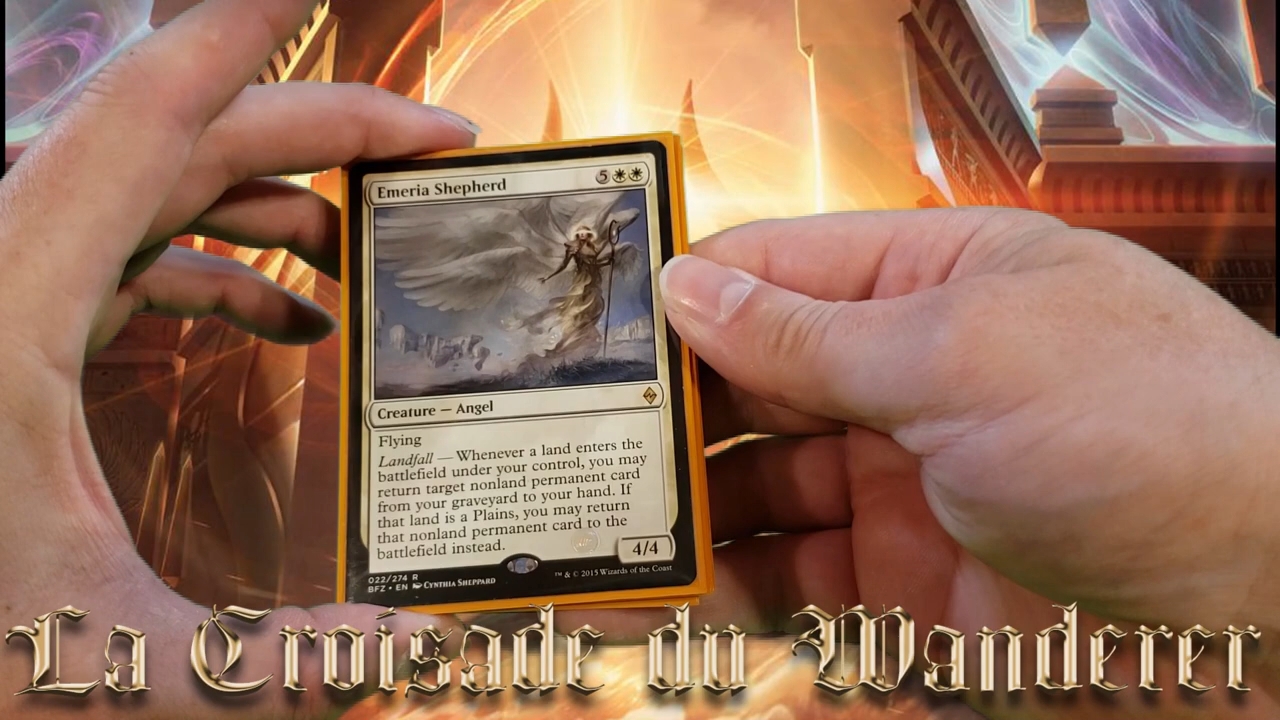 Emeria Shepherd 5
Creature — Angel
Flying
Landfall — Whenever a land enters the
battlefield under your control, you may
return target nonland permanent card
from your graveyard to your hand. If
that land is a Plains, you may return
that nonland permanent card to the
battlefield instead.
4/4
022/274 R
BFZ • EN Cynthia Sheppard
™ & © 2015 Wizards of the Coast
La Croisade du Wanderer